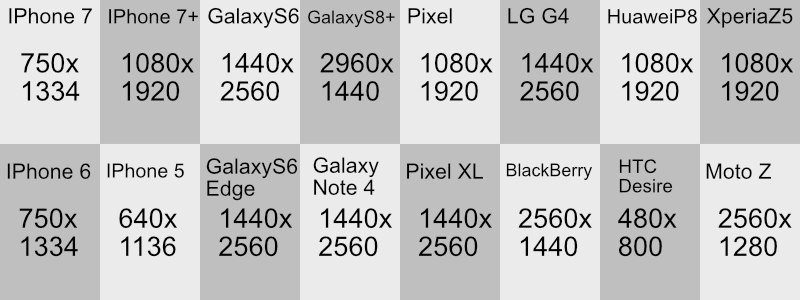 IPhone 7
750x
1334
IPhone 7+
1080x
1920
GalaxyS6
1440x
2560
GalaxyS8+
2960x
1440
Pixel
1080x
1920
LG G4
1440x
2560
HuaweiP8
1080x
1920
XperiaZ5
1080x
1920
IPhone 6
750x
1334
IPhone 5
640x
1136
GalaxyS6
Edge
1440x
2560
Galaxy
Note 4
1440x
2560
Pixel XL
1440x
2560
BlackBerry
2560x
1440
HTC
Desire
480x
800
Moto Z
2560x
1280